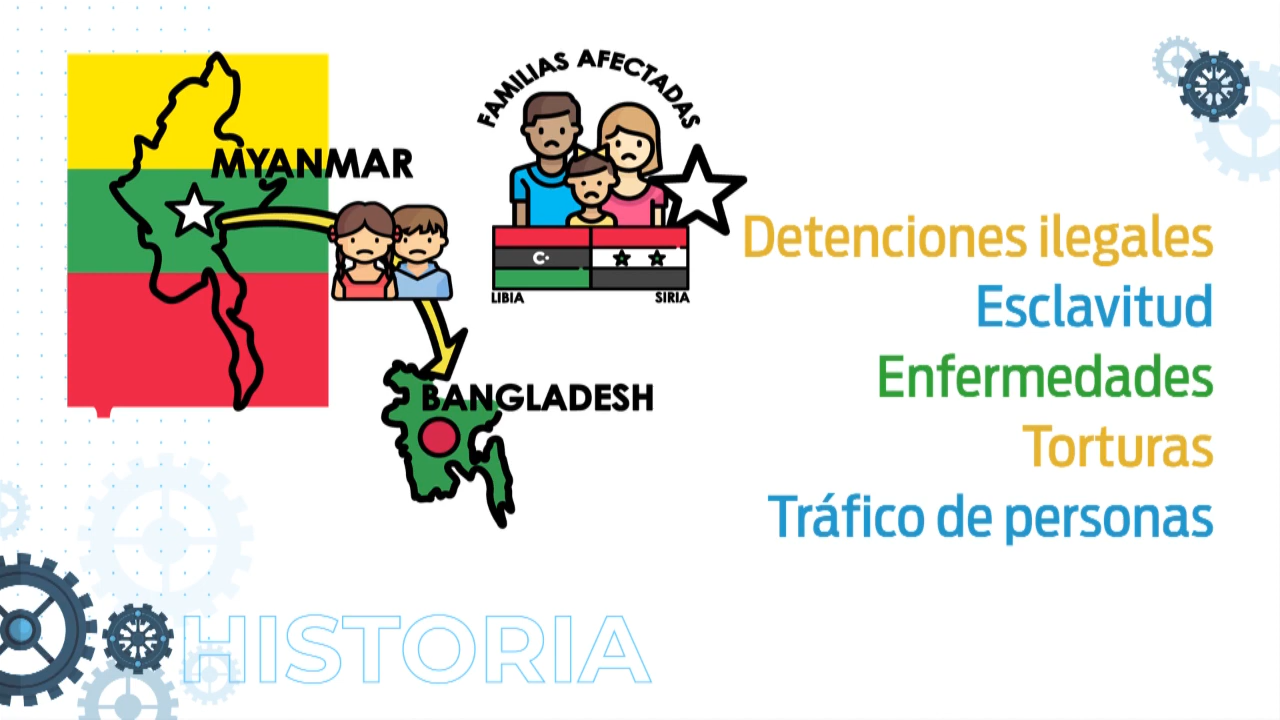 FAMILIAS AFECTADAS
MYANMAR
LIBIA
SIRIA
BANGLADESH
Detenciones ilegales
Esclavitud
Enfermedades
Torturas
Tráfico de personas
HISTORIA